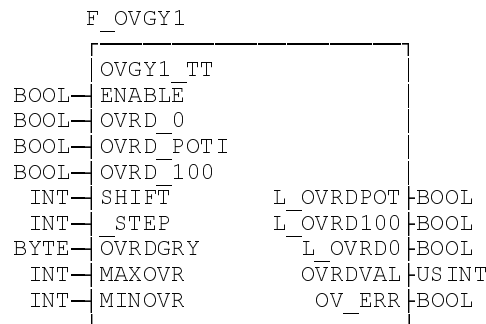 F_OVGY1
OVGY1_TT
BOOL ENABLE
BOOL OVRD_0
BOOL OVRD_POTI
BOOL OVRD_100
INT SHIFT L_OVRDPOT BOOL
INT _STEP L_OVRD100 BOOL
BYTE OVRDGRY L_OVRD0 BOOL
INT MAXOVR OVRDVAL USINT
INT MINOVR OV_ERR BOOL